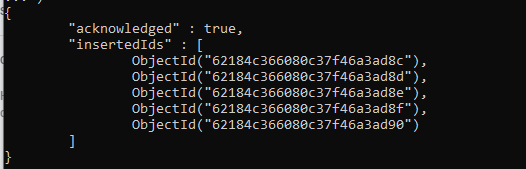 {
"acknowledged" : true,
"insertedIds" : [
ObjectId("62184c366080c37f46a3ad8c"),
ObjectId("62184c366080c37f46a3ad8d"),
ObjectId("62184c366080c37f46a3ad8e"),
ObjectId("62184c366080c37f46a3ad8f"),
ObjectId("62184c366080c37f46a3ad90")
]
}